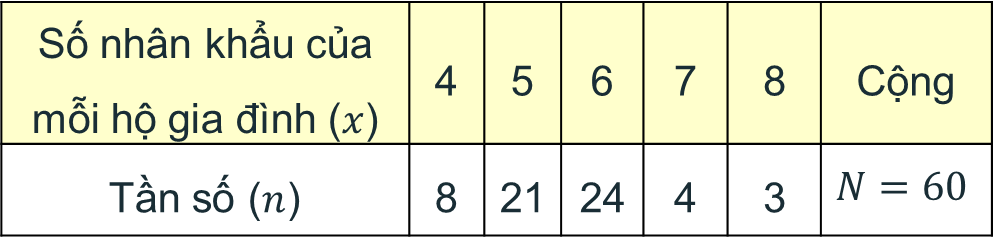 Số nhân khẩu của
mỗi hộ gia đình (x) 4 5 6 7 8 Cộng
Tần số (n) 8 21 24 4 3 N = 60